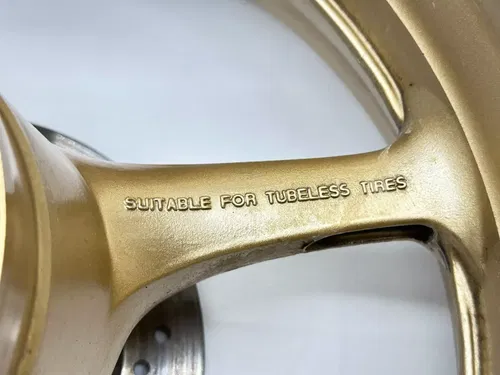 SUITABLE FOR TUBELESS TIRES